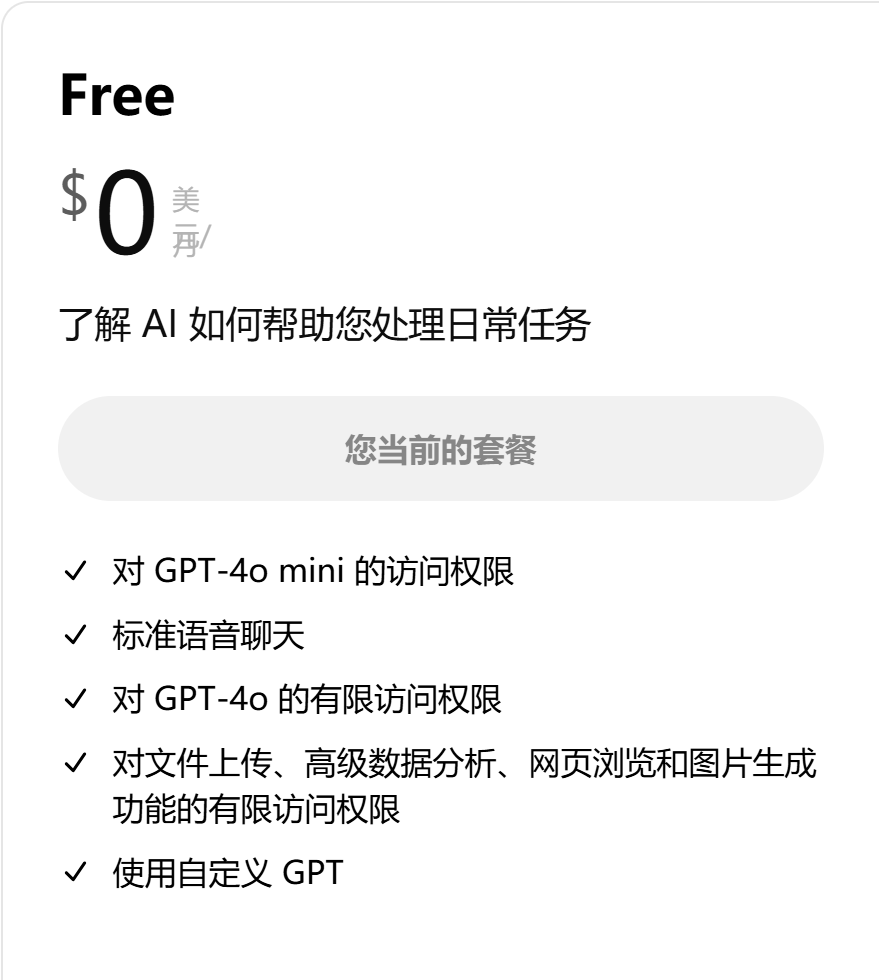 Free
$0 美
元/
月
了解 AI 如何帮助您处理日常任务
您当前的套餐
对 GPT-4o mini 的访问权限
标准语音聊天
对 GPT-4o 的有限访问权限
对文件上传、高级数据分析、网页浏览和图片生成
功能的有限访问权限
使用自定义 GPT